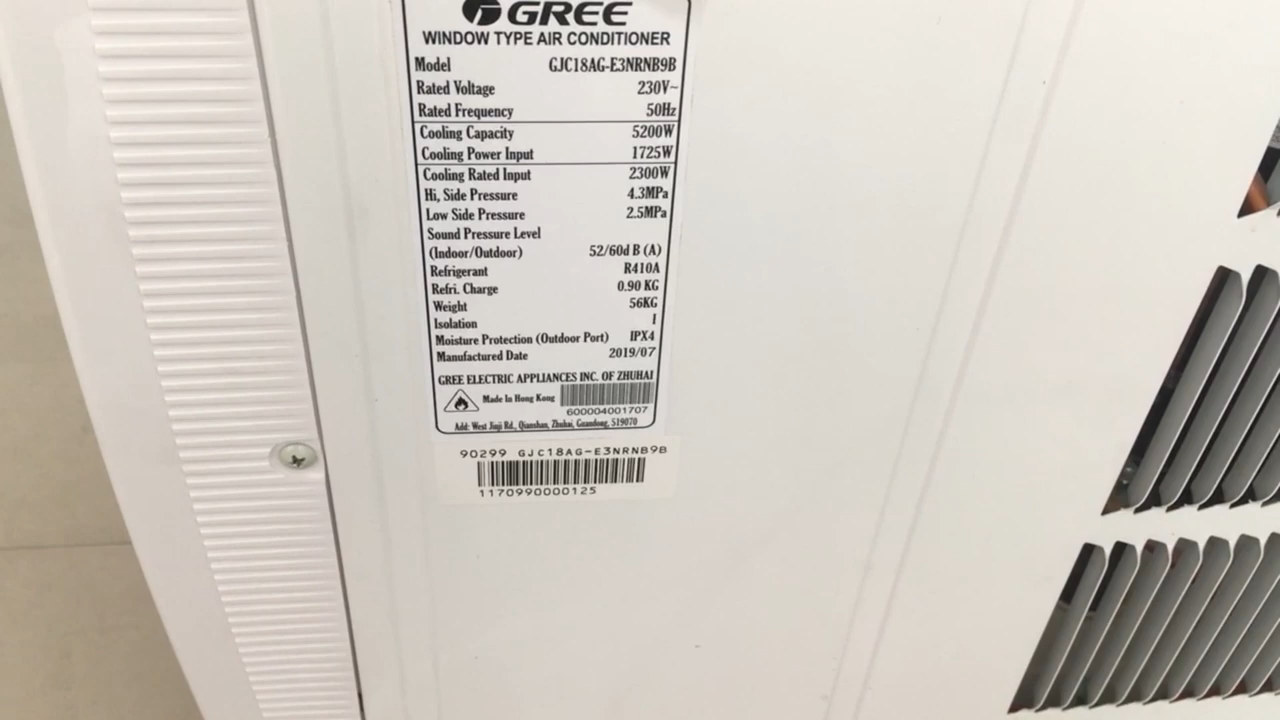 GREE
WINDOW TYPE AIR CONDITIONER
Model GJC18AG-E3NRNB9B
Rated Voltage 230V~
Rated Frequency 50Hz
Cooling Capacity 5200W
Cooling Power Input 1725W
Cooling Rated Input 2300W
Hi, Side Pressure 4.3MPa
Low Side Pressure 2.5MPa
Sound Pressure Level
(Indoor/Outdoor) 52/60d B (A)
Refrigerant R410A
Refri. Charge 0.90 KG
Weight 56KG
Isolation I
Moisture Protection (Outdoor Port) IPX4
Manufactured Date 2019/07
GREE ELECTRIC APPLIANCES INC. OF ZHUHAI
Made In Hong Kong
600004001707
Add: West Jinji Rd., Qianshan, Zhuhai, Guandong, 519070
90299 GJC18AG-E3NRNB9B
1170990000125